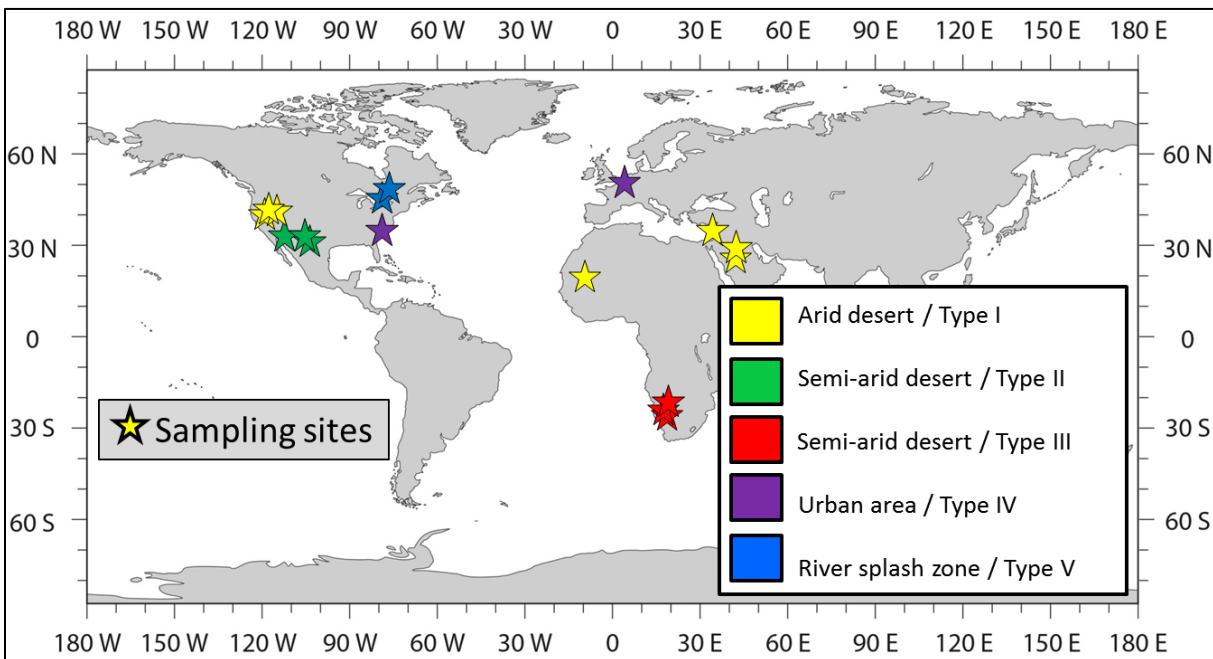 180 W 150 W 120 W 90 W 60 W 30 W 0 30 E 60 E 90 E 120 E 150 E 180 E
60 N 60 N
30 N 30 N
Arid desert / Type I
0 0
Semi-arid desert / Type II
Sampling sites
30 S 30 S
Semi-arid desert / Type III
Urban area / Type IV
60 S 60 S
River splash zone / Type V
180 W 150 W 120 W 90 W 60 W 30 W 0 30 E 60 E 90 E 120 E 150 E 180 E